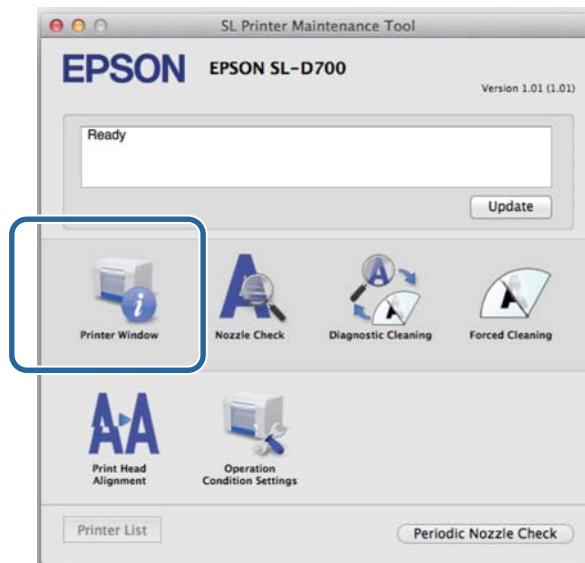 SL Printer Maintenance Tool
EPSON EPSON SL-D700
Version 1.01 (1.01)
Ready
Update
Printer Window
Nozzle Check
Diagnostic Cleaning
Forced Cleaning
Print Head
Alignment
Operation
Condition Settings
Printer List
Periodic Nozzle Check